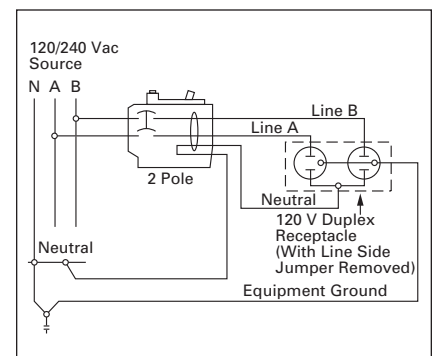 120/240 Vac
Source
N A B
Line B
Line A
2 Pole
Neutral
120 V Duplex
Receptacle
(With Line Side
Jumper Removed)
Neutral
Equipment Ground